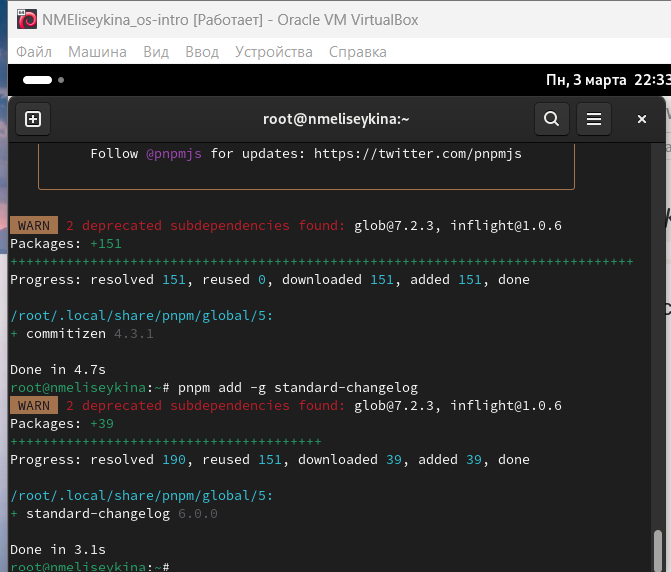 NMEliseykina_os-intro [Работает] - Oracle VM VirtualBox
Файл Машина Вид Ввод Устройства Справка
Пн, 3 марта 22:33
root@nmeliseykina:~
Follow @pnpmjs for updates: https://twitter.com/pnpmjs
WARN 2 deprecated subdependencies found: glob@7.2.3, inflight@1.0.6
Packages: +151
++++++++++++++++++++++++++++++++++++++++++++++++++++++++++++++++++++++++++++++
Progress: resolved 151, reused 0, downloaded 151, added 151, done
/root/.local/share/pnpm/global/5:
+ commitizen 4.3.1
Done in 4.7s
root@nmeliseykina:~# pnpm add -g standard-changelog
WARN 2 deprecated subdependencies found: glob@7.2.3, inflight@1.0.6
Packages: +39
+++++++++++++++++++++++++++++++++++++++
Progress: resolved 190, reused 151, downloaded 39, added 39, done
/root/.local/share/pnpm/global/5:
+ standard-changelog 6.0.0
Done in 3.1s
root@nmeliseykina:~#